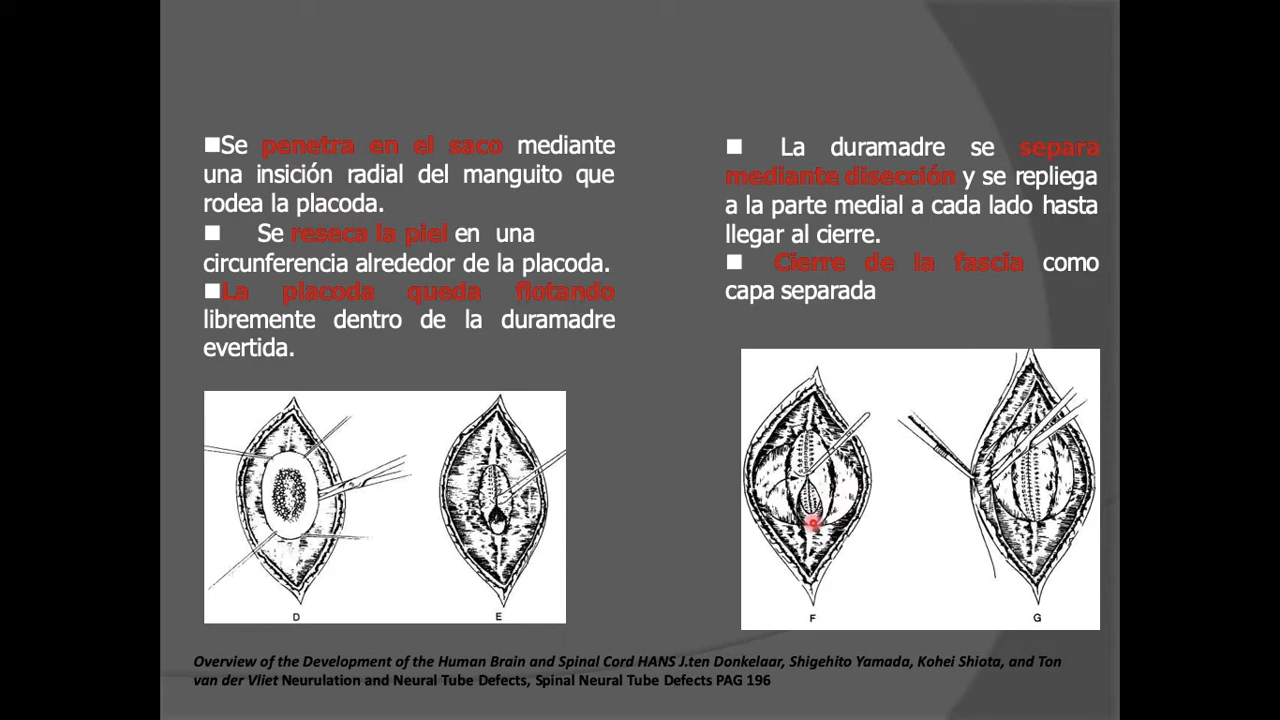 ■Se penetra en el saco mediante
una insición radial del manguito que
rodea la placoda.
■ Se reseca la piel en una
circunferencia alrededor de la placoda.
■La placoda queda flotando
libremente dentro de la duramadre
evertida.
■ La duramadre se separa
mediante disección y se repliega
a la parte medial a cada lado hasta
llegar al cierre.
■ Cierre de la fascia como
capa separada
D
E
F
G
Overview of the Development of the Human Brain and Spinal Cord HANS J.ten Donkelaar, Shigehito Yamada, Kohei Shiota, and Ton
van der Vliet Neurulation and Neural Tube Defects, Spinal Neural Tube Defects PAG 196